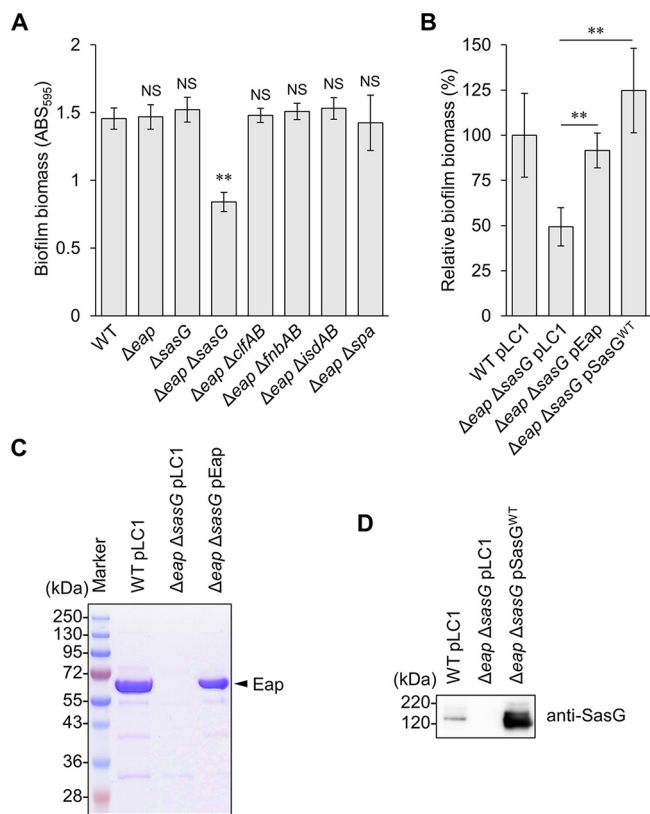 A
Biofilm biomass (ABS₅₉₅)
2
1.5
1
0.5
0
NS
NS
**
NS
NS
NS
NS
WT
Δeap
ΔsasG
Δeap ΔsasG
Δeap ΔclfAB
Δeap ΔfnbAB
Δeap ΔisdAB
Δeap Δspa
B
Relative biofilm biomass (%)
150
125
100
75
50
25
0
**
**
WT pLC1
Δeap ΔsasG pLC1
Δeap ΔsasG pEap
Δeap ΔsasG pSasGᵂᵀ
C
(kDa)
Marker
WT pLC1
Δeap ΔsasG pLC1
Δeap ΔsasG pEap
250-
130-
95-
72-
55-
43-
36-
28-
Eap
D
(kDa)
WT pLC1
Δeap ΔsasG pLC1
Δeap ΔsasG pSasGᵂᵀ
220-
120-
anti-SasG